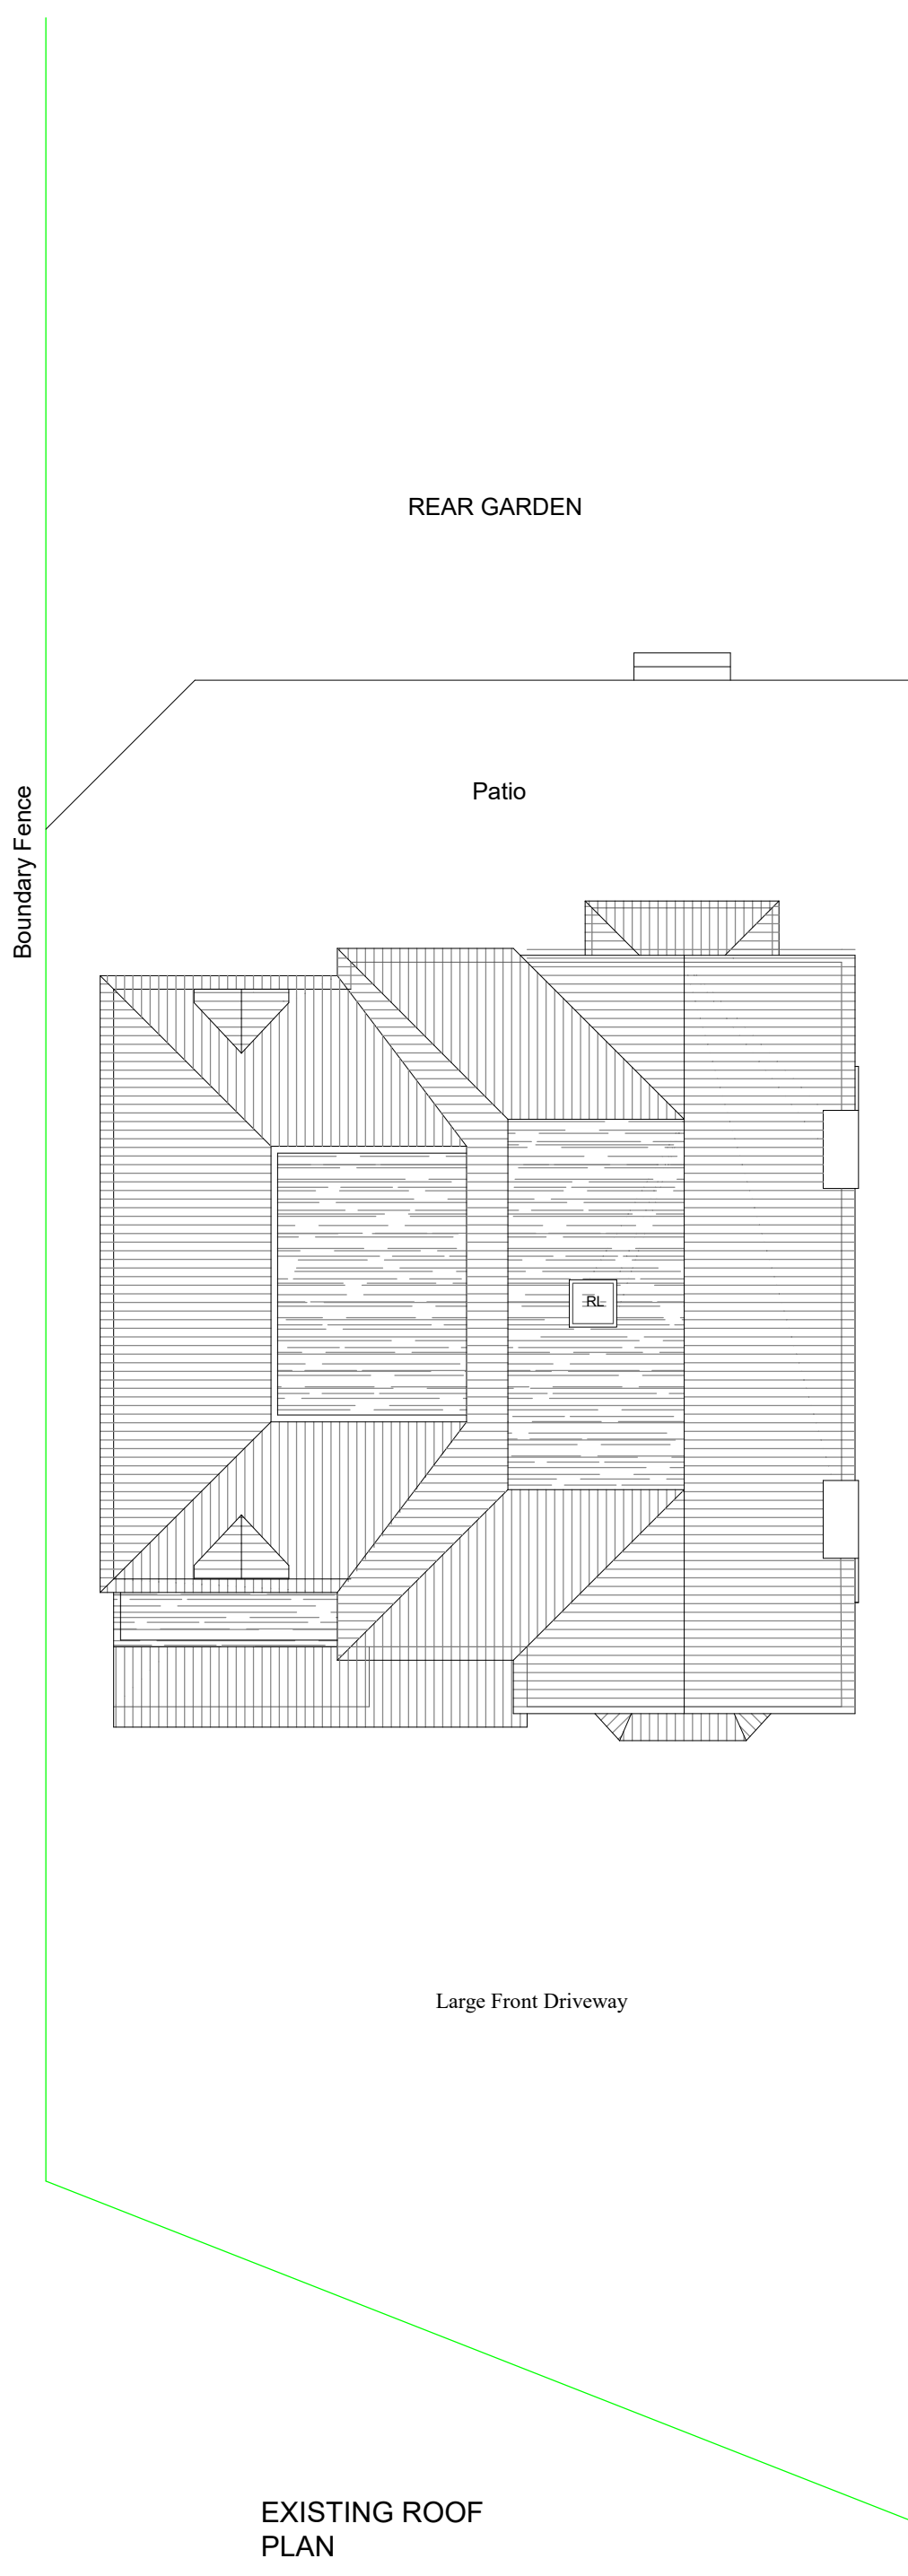 REAR GARDEN
Boundary Fence
Patio
RL
Large Front Driveway
EXISTING ROOF
PLAN